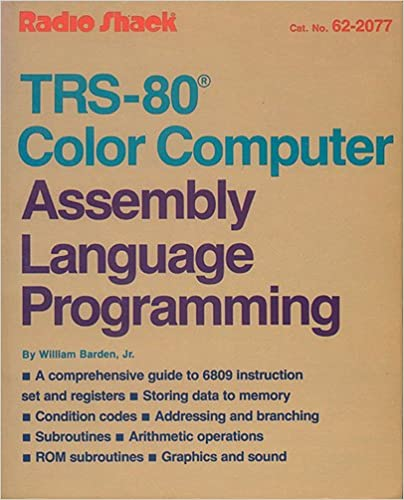 Radio Shack®
Cat. No. 62-2077
TRS-80®
Color Computer
Assembly
Language
Programming
By William Barden, Jr.
■ A comprehensive guide to 6809 instruction
set and registers ■ Storing data to memory
■ Condition codes ■ Addressing and branching
■ Subroutines ■ Arithmetic operations
■ ROM subroutines ■ Graphics and sound